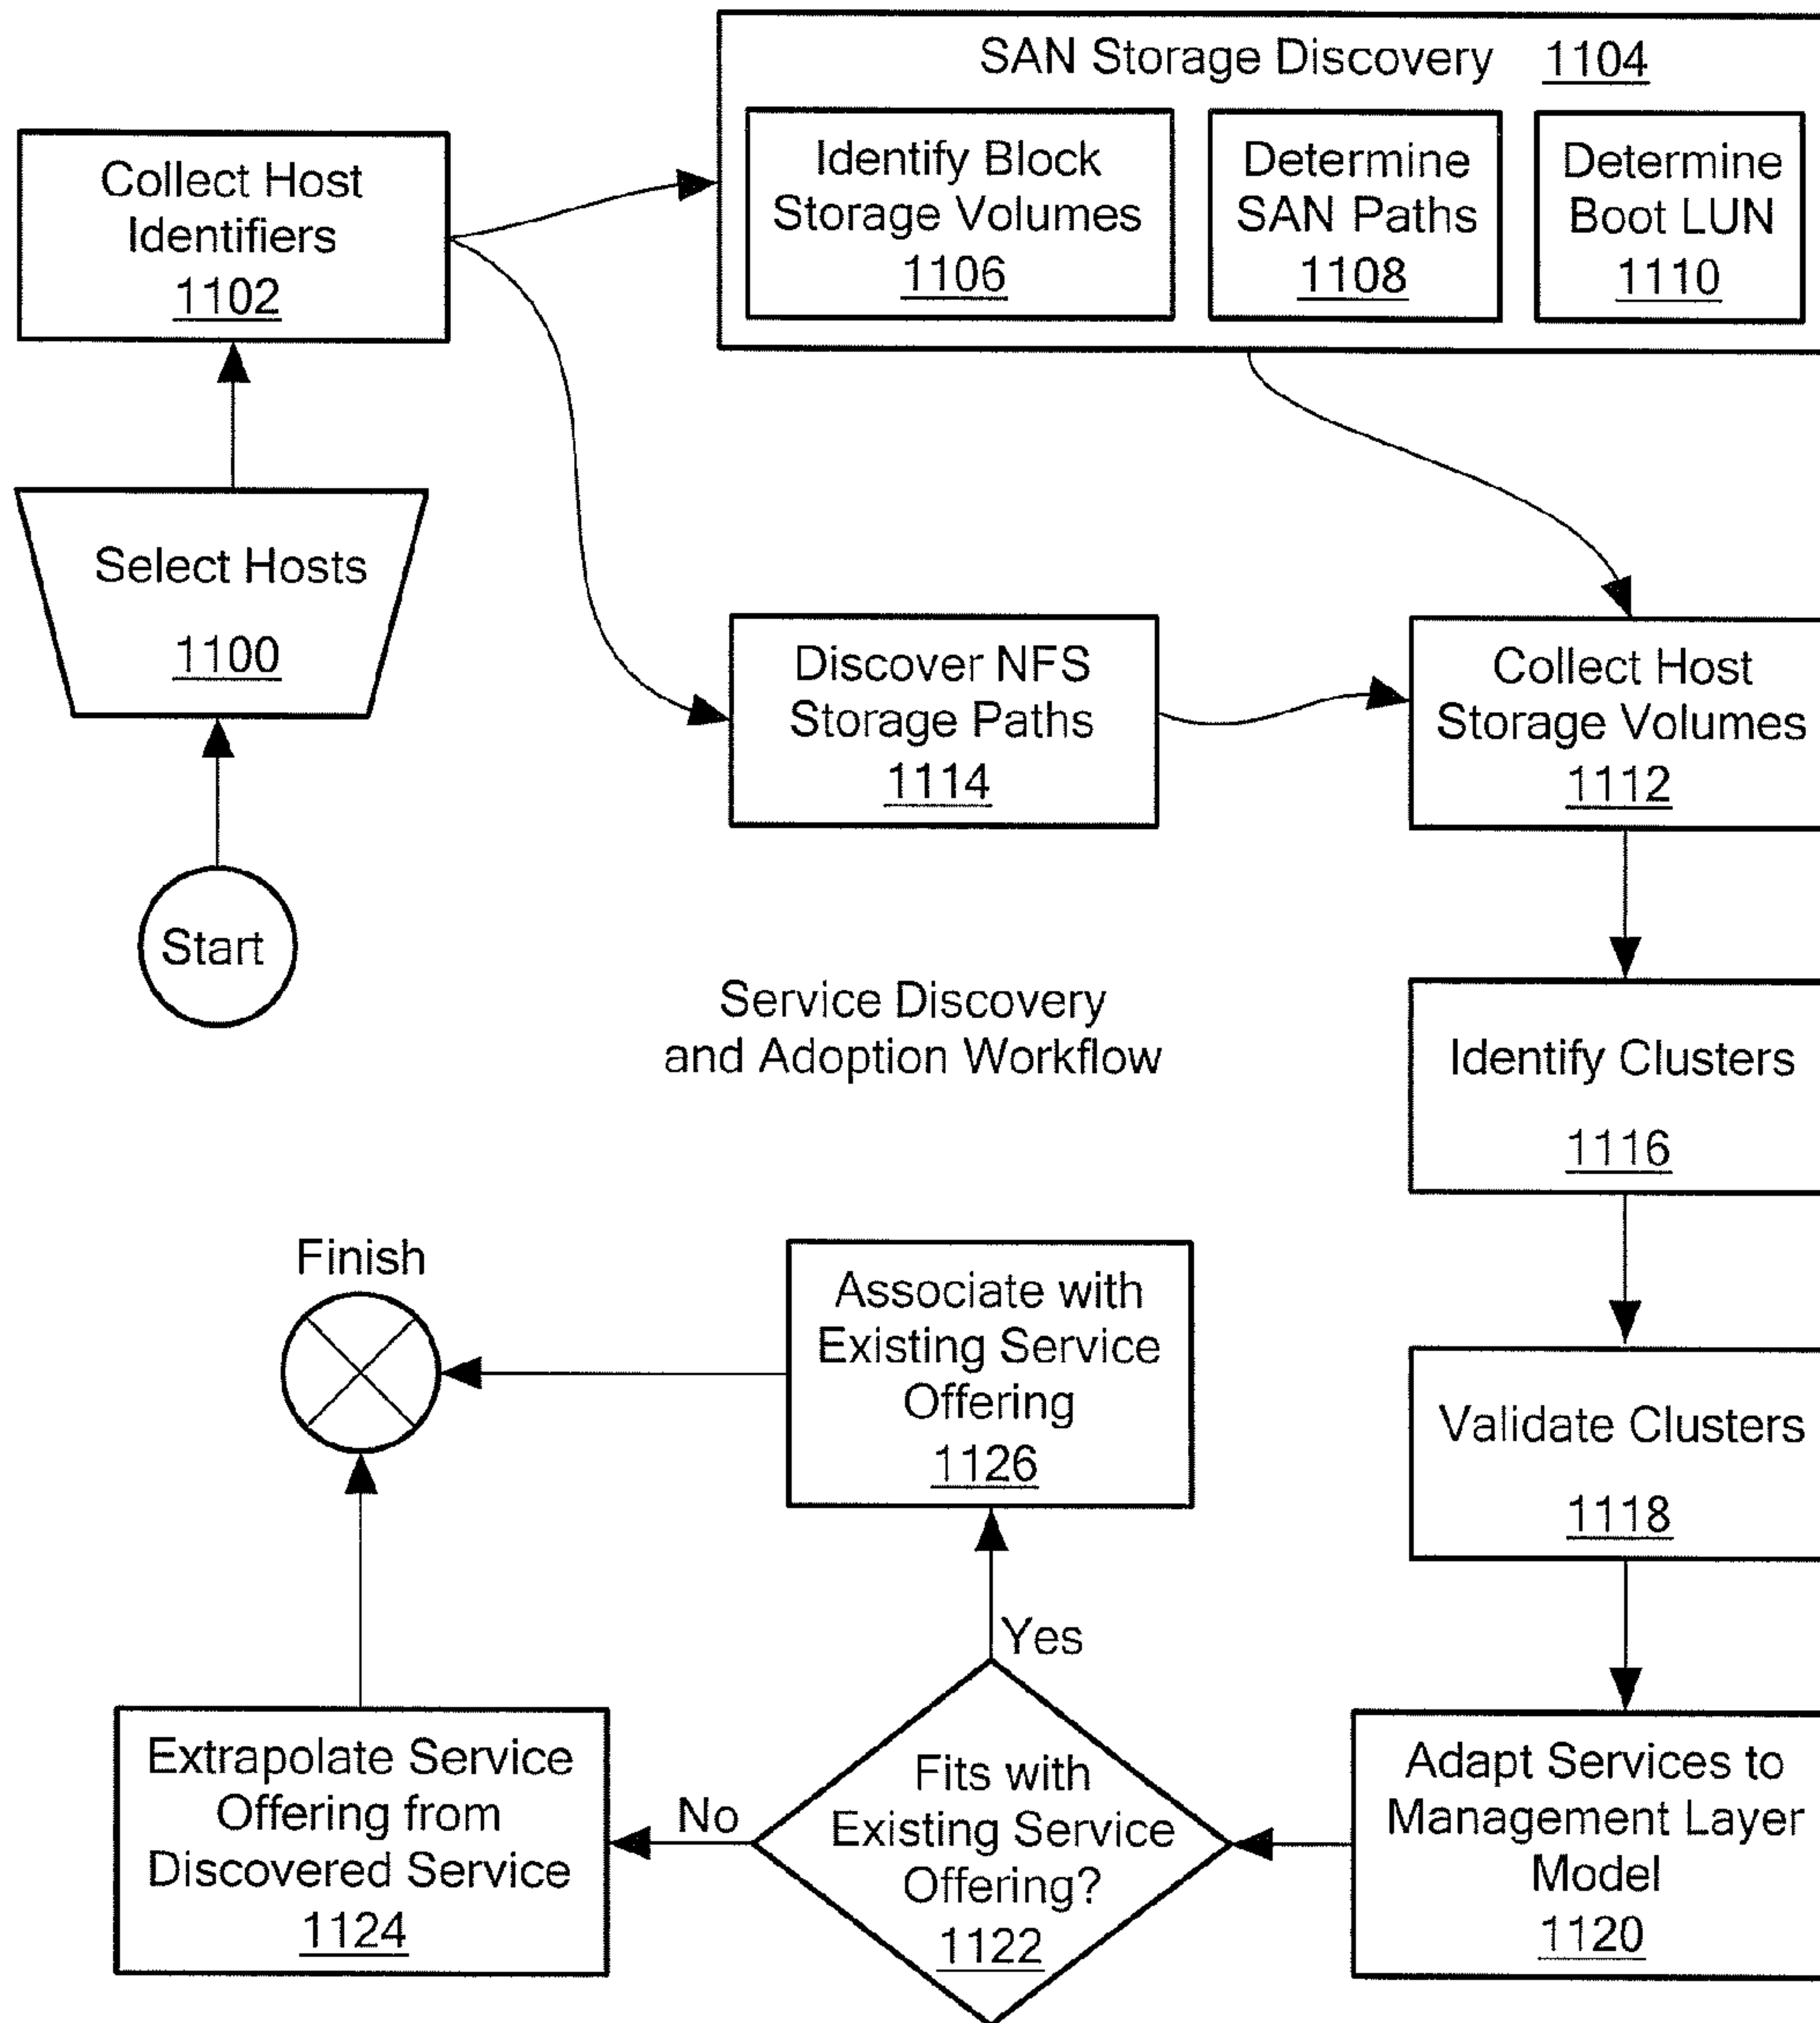 SAN Storage Discovery 1104
Identify Block
Storage Volumes
1106
Determine
SAN Paths
1108
Determine
Boot LUN
1110
Collect Host
Identifiers
1102
Select Hosts
1100
Start
Discover NFS
Storage Paths
1114
Collect Host
Storage Volumes
1112
Service Discovery
and Adoption Workflow
Identify Clusters
1116
Validate Clusters
1118
Adapt Services to
Management Layer
Model
1120
Fits with
Existing Service
Offering?
1122
Yes
No
Associate with
Existing Service
Offering
1126
Extrapolate Service
Offering from
Discovered Service
1124
Finish